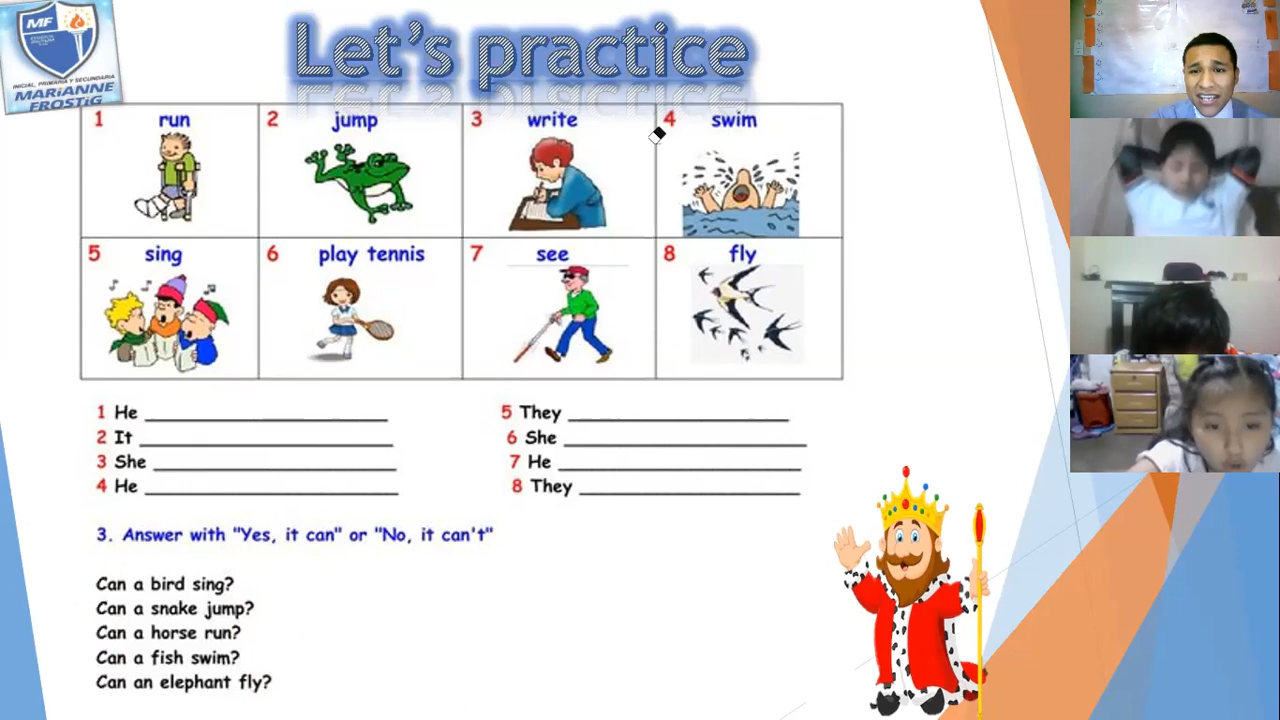 MF
INICIAL, PRIMARIA Y SECUNDARIA
MARIANNE
FROSTIG
Let's practice
1 run
2 jump
3 write
4 swim
5 sing
6 play tennis
7 see
8 fly
1 He
2 It
3 She
4 He
5 They
6 She
7 He
8 They
3. Answer with "Yes, it can" or "No, it can't"
Can a bird sing?
Can a snake jump?
Can a horse run?
Can a fish swim?
Can an elephant fly?